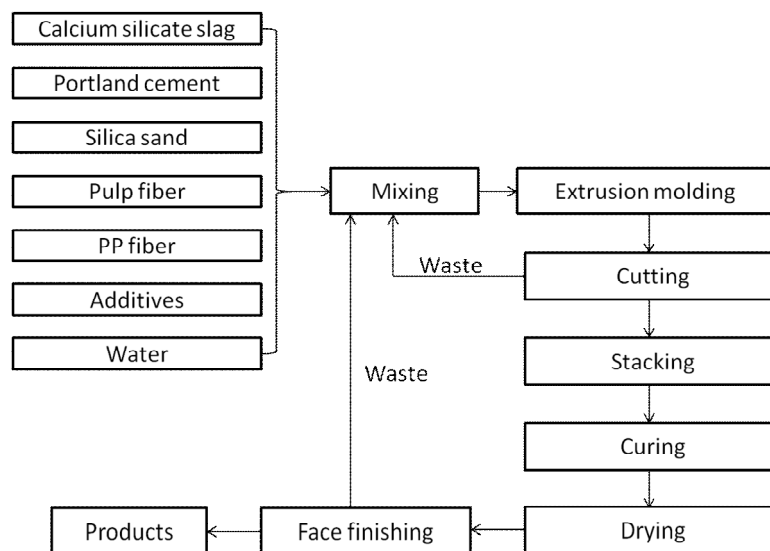 Calcium silicate slag
Portland cement
Silica sand
Pulp fiber
PP fiber
Additives
Water
Mixing
Extrusion molding
Waste
Cutting
Waste
Stacking
Curing
Products
Face finishing
Drying